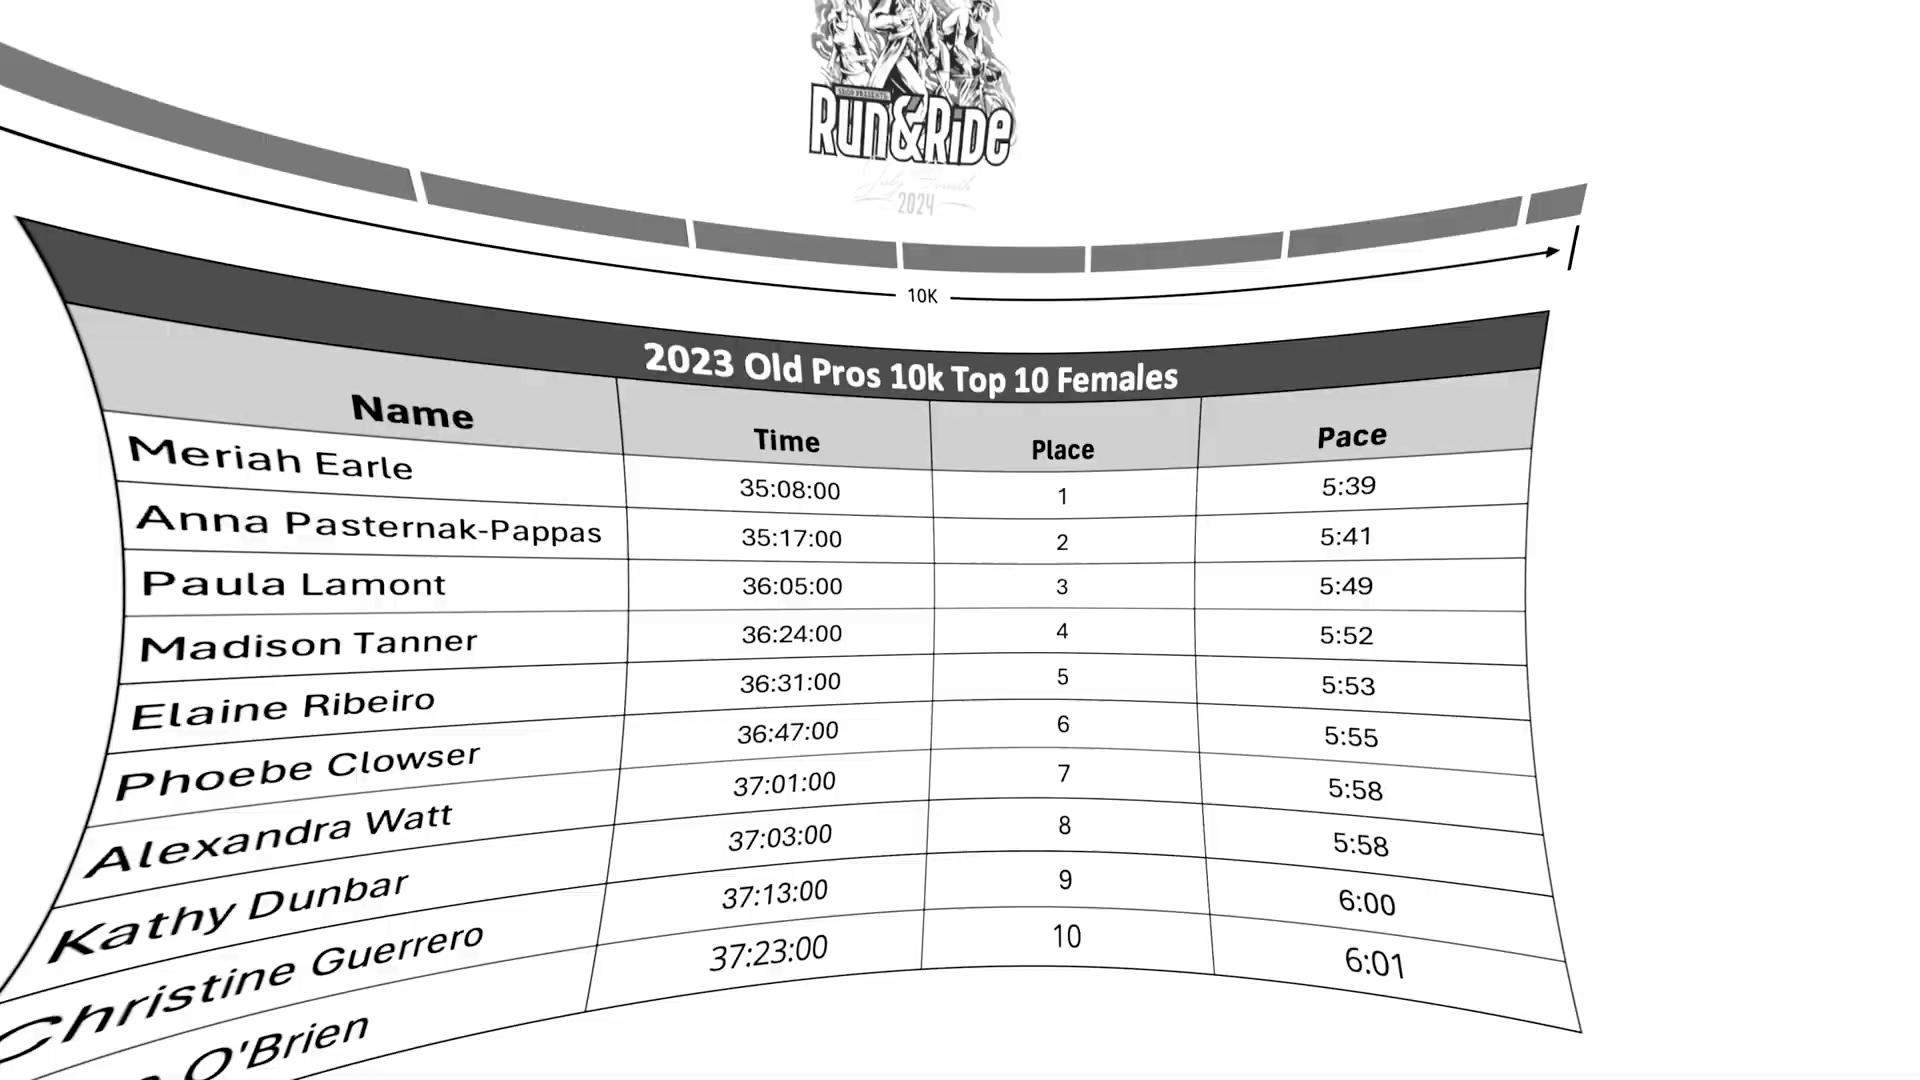 SHOP PRESENTS
Run&Ride
July Fourth
2024
10K
2023 Old Pros 10k Top 10 Females
Name Time Place Pace
Meriah Earle 35:08:00 1 5:39
Anna Pasternak-Pappas 35:17:00 2 5:41
Paula Lamont 36:05:00 3 5:49
Madison Tanner 36:24:00 4 5:52
Elaine Ribeiro 36:31:00 5 5:53
Phoebe Clowser 36:47:00 6 5:55
Alexandra Watt 37:01:00 7 5:58
Kathy Dunbar 37:03:00 8 5:58
Christine Guerrero 37:13:00 9 6:00
O'Brien 37:23:00 10 6:01